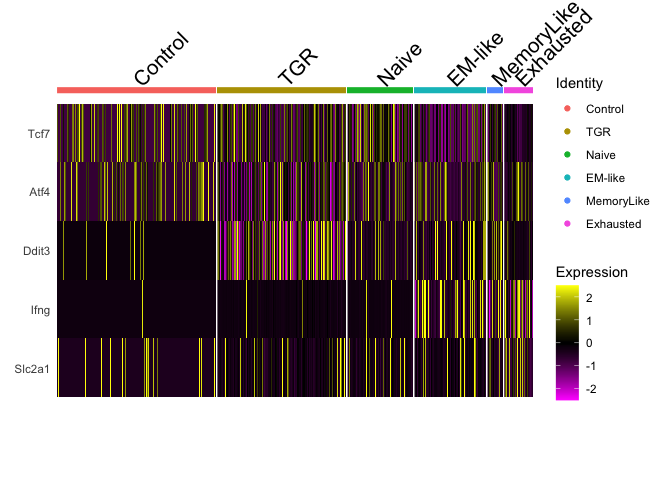 Control
TGR
Naive
EM-like
MemoryLike
Exhausted
Tcf7
Atf4
Ddit3
Ifng
Slc2a1
Identity
Control
TGR
Naive
EM-like
MemoryLike
Exhausted
Expression
2
1
0
-1
-2